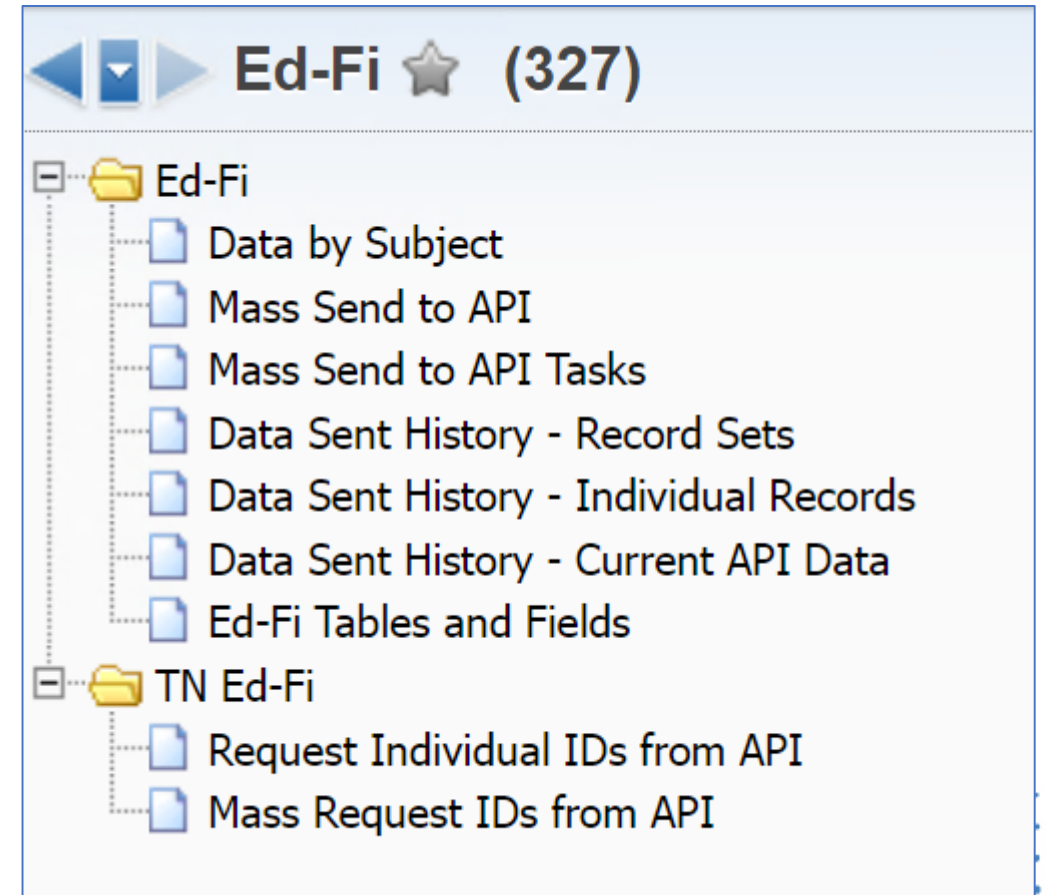 Ed-Fi (327)
Ed-Fi
Data by Subject
Mass Send to API
Mass Send to API Tasks
Data Sent History - Record Sets
Data Sent History - Individual Records
Data Sent History - Current API Data
Ed-Fi Tables and Fields
TN Ed-Fi
Request Individual IDs from API
Mass Request IDs from API